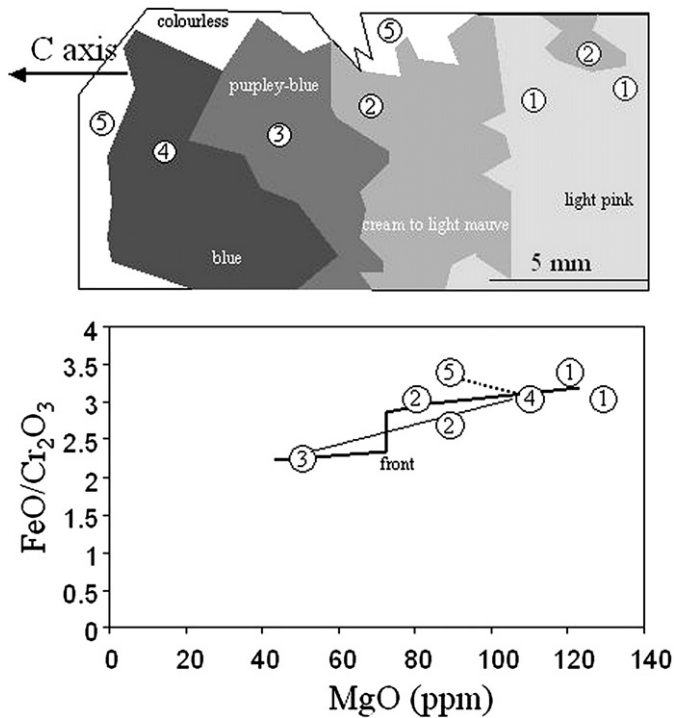 colourless
C axis
⑤
②
purpley-blue
①
①
②
⑤
③
④
light pink
cream to light mauve
blue
5 mm
4
3.5
3
2.5
2
1.5
1
0.5
0
FeO/Cr₂O₃
⑤
①
②
④
①
②
③
front
0 20 40 60 80 100 120 140
MgO (ppm)